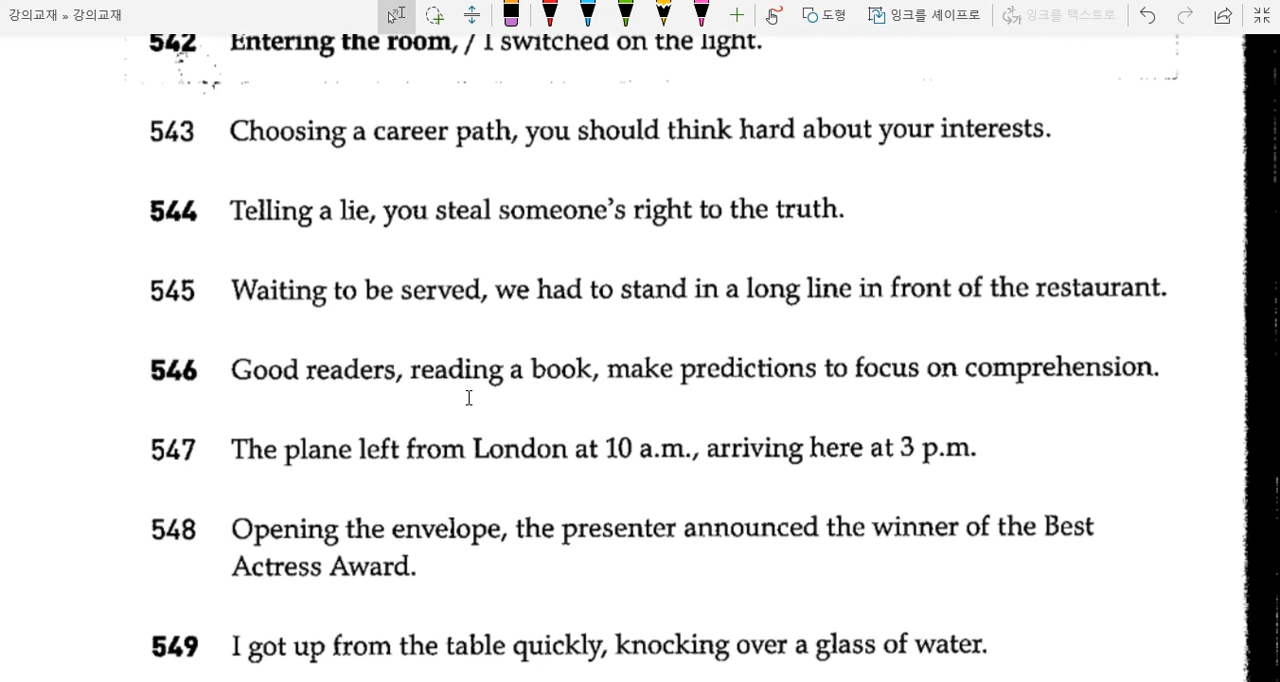 강의교재 » 강의교재
도형
잉크를 셰이프로
잉크를 텍스트로
542 Entering the room, / I switched on the light.
543 Choosing a career path, you should think hard about your interests.
544 Telling a lie, you steal someone's right to the truth.
545 Waiting to be served, we had to stand in a long line in front of the restaurant.
546 Good readers, reading a book, make predictions to focus on comprehension.
547 The plane left from London at 10 a.m., arriving here at 3 p.m.
548 Opening the envelope, the presenter announced the winner of the Best
Actress Award.
549 I got up from the table quickly, knocking over a glass of water.